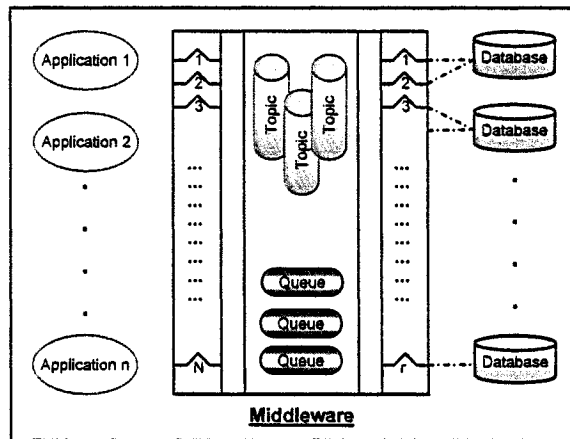 Application 1
Application 2
Application n
1
2
3
N
Topic
Topic
Topic
Queue
Queue
Queue
1
2
3
r
Database
Database
Database
Middleware